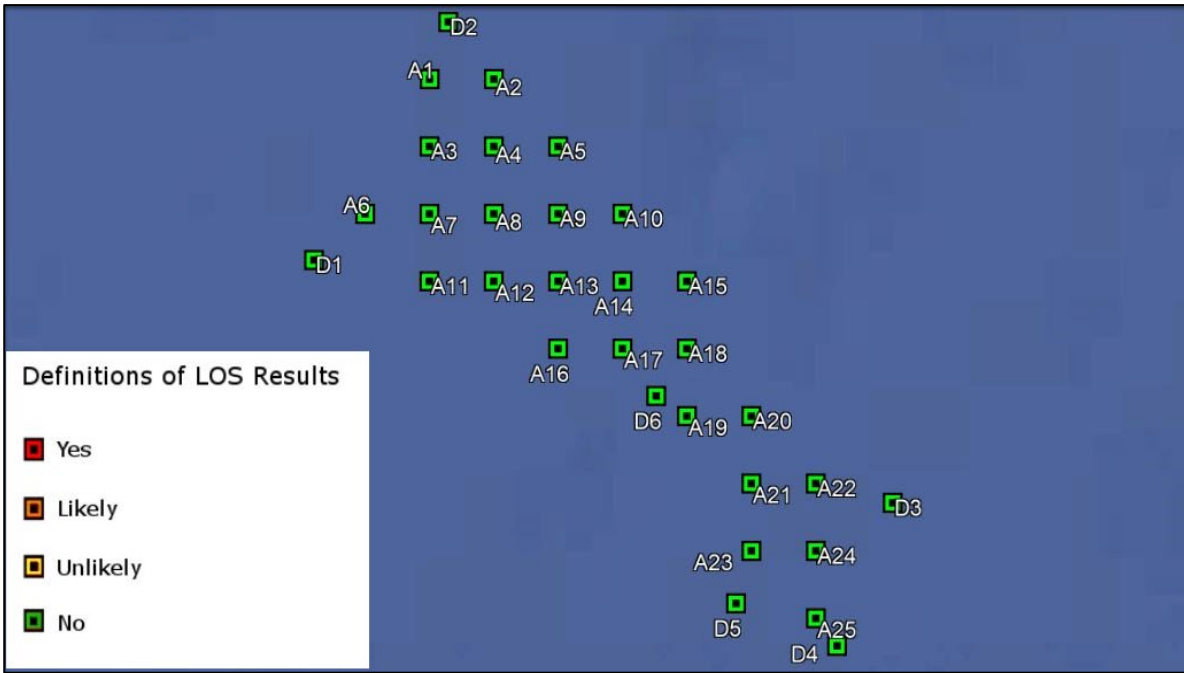 D2
A1
A2
A3
A4
A5
A6
A7
A8
A9
A10
D1
A11
A12
A13
A14
A15
A16
A17
A18
D6
A19
A20
A21
A22
D3
A23
A24
D5
A25
D4
Definitions of LOS Results
Yes
Likely
Unlikely
No